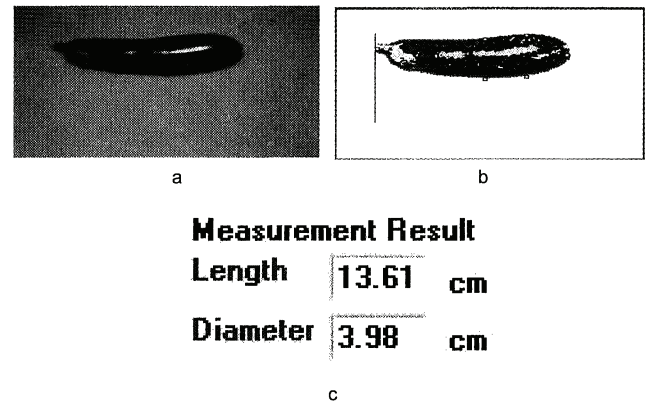 a
b
Measurement Result
Length 13.61 cm
Diameter 3.98 cm
c